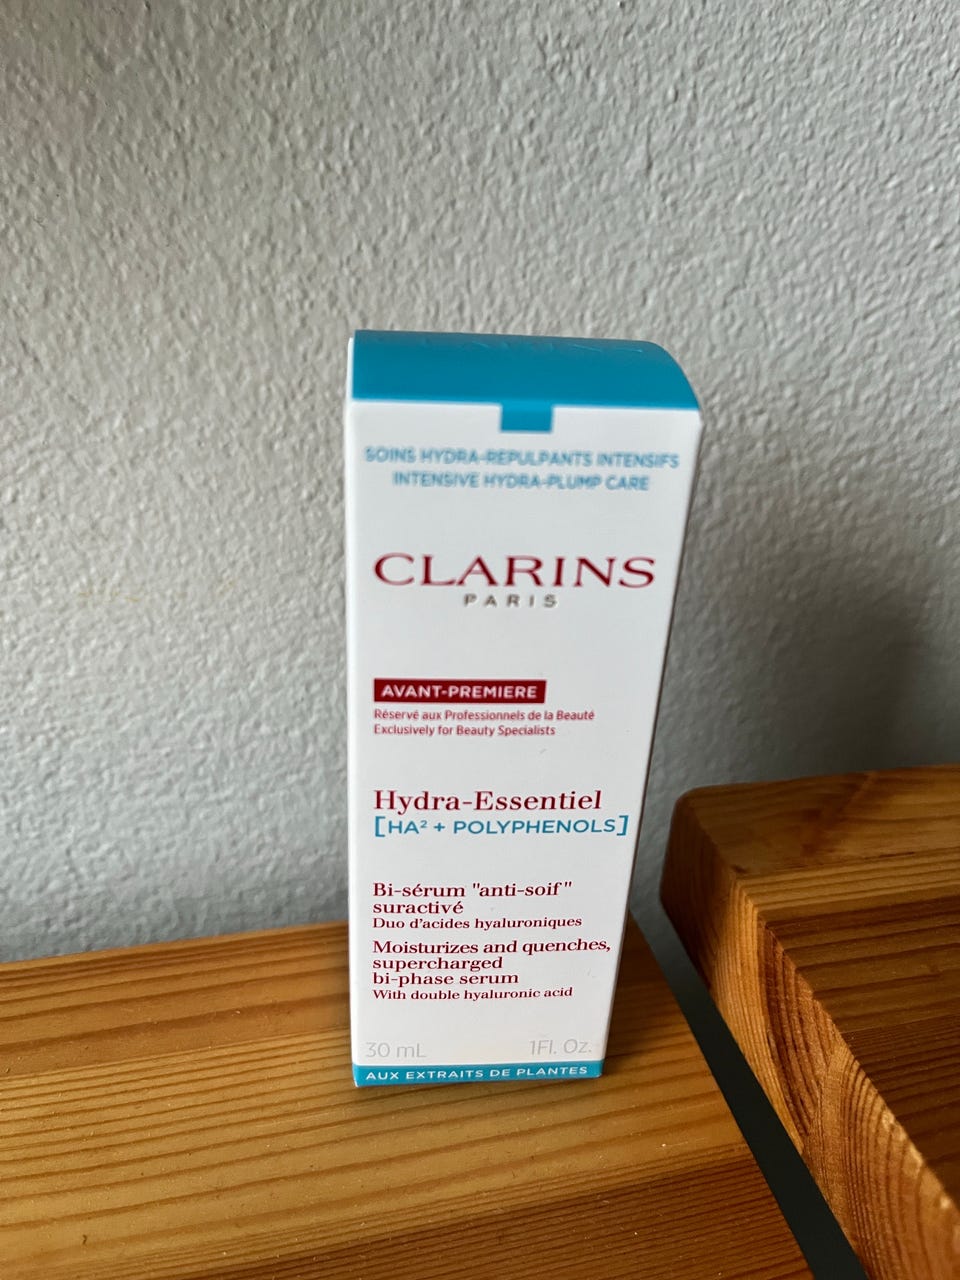 SOINS HYDRA-REPULPANTS INTENSIFS
INTENSIVE HYDRA-PLUMP CARE
CLARINS
PARIS
AVANT-PREMIERE
Réservé aux Professionnels de la Beauté
Exclusively for Beauty Specialists
Hydra-Essentiel
[HA² + POLYPHENOLS]
Bi-sérum "anti-soif"
suractivé
Duo d'acides hyaluroniques
Moisturizes and quenches,
supercharged
bi-phase serum
With double hyaluronic acid
30 mL 1Fl. Oz.
AUX EXTRAITS DE PLANTES